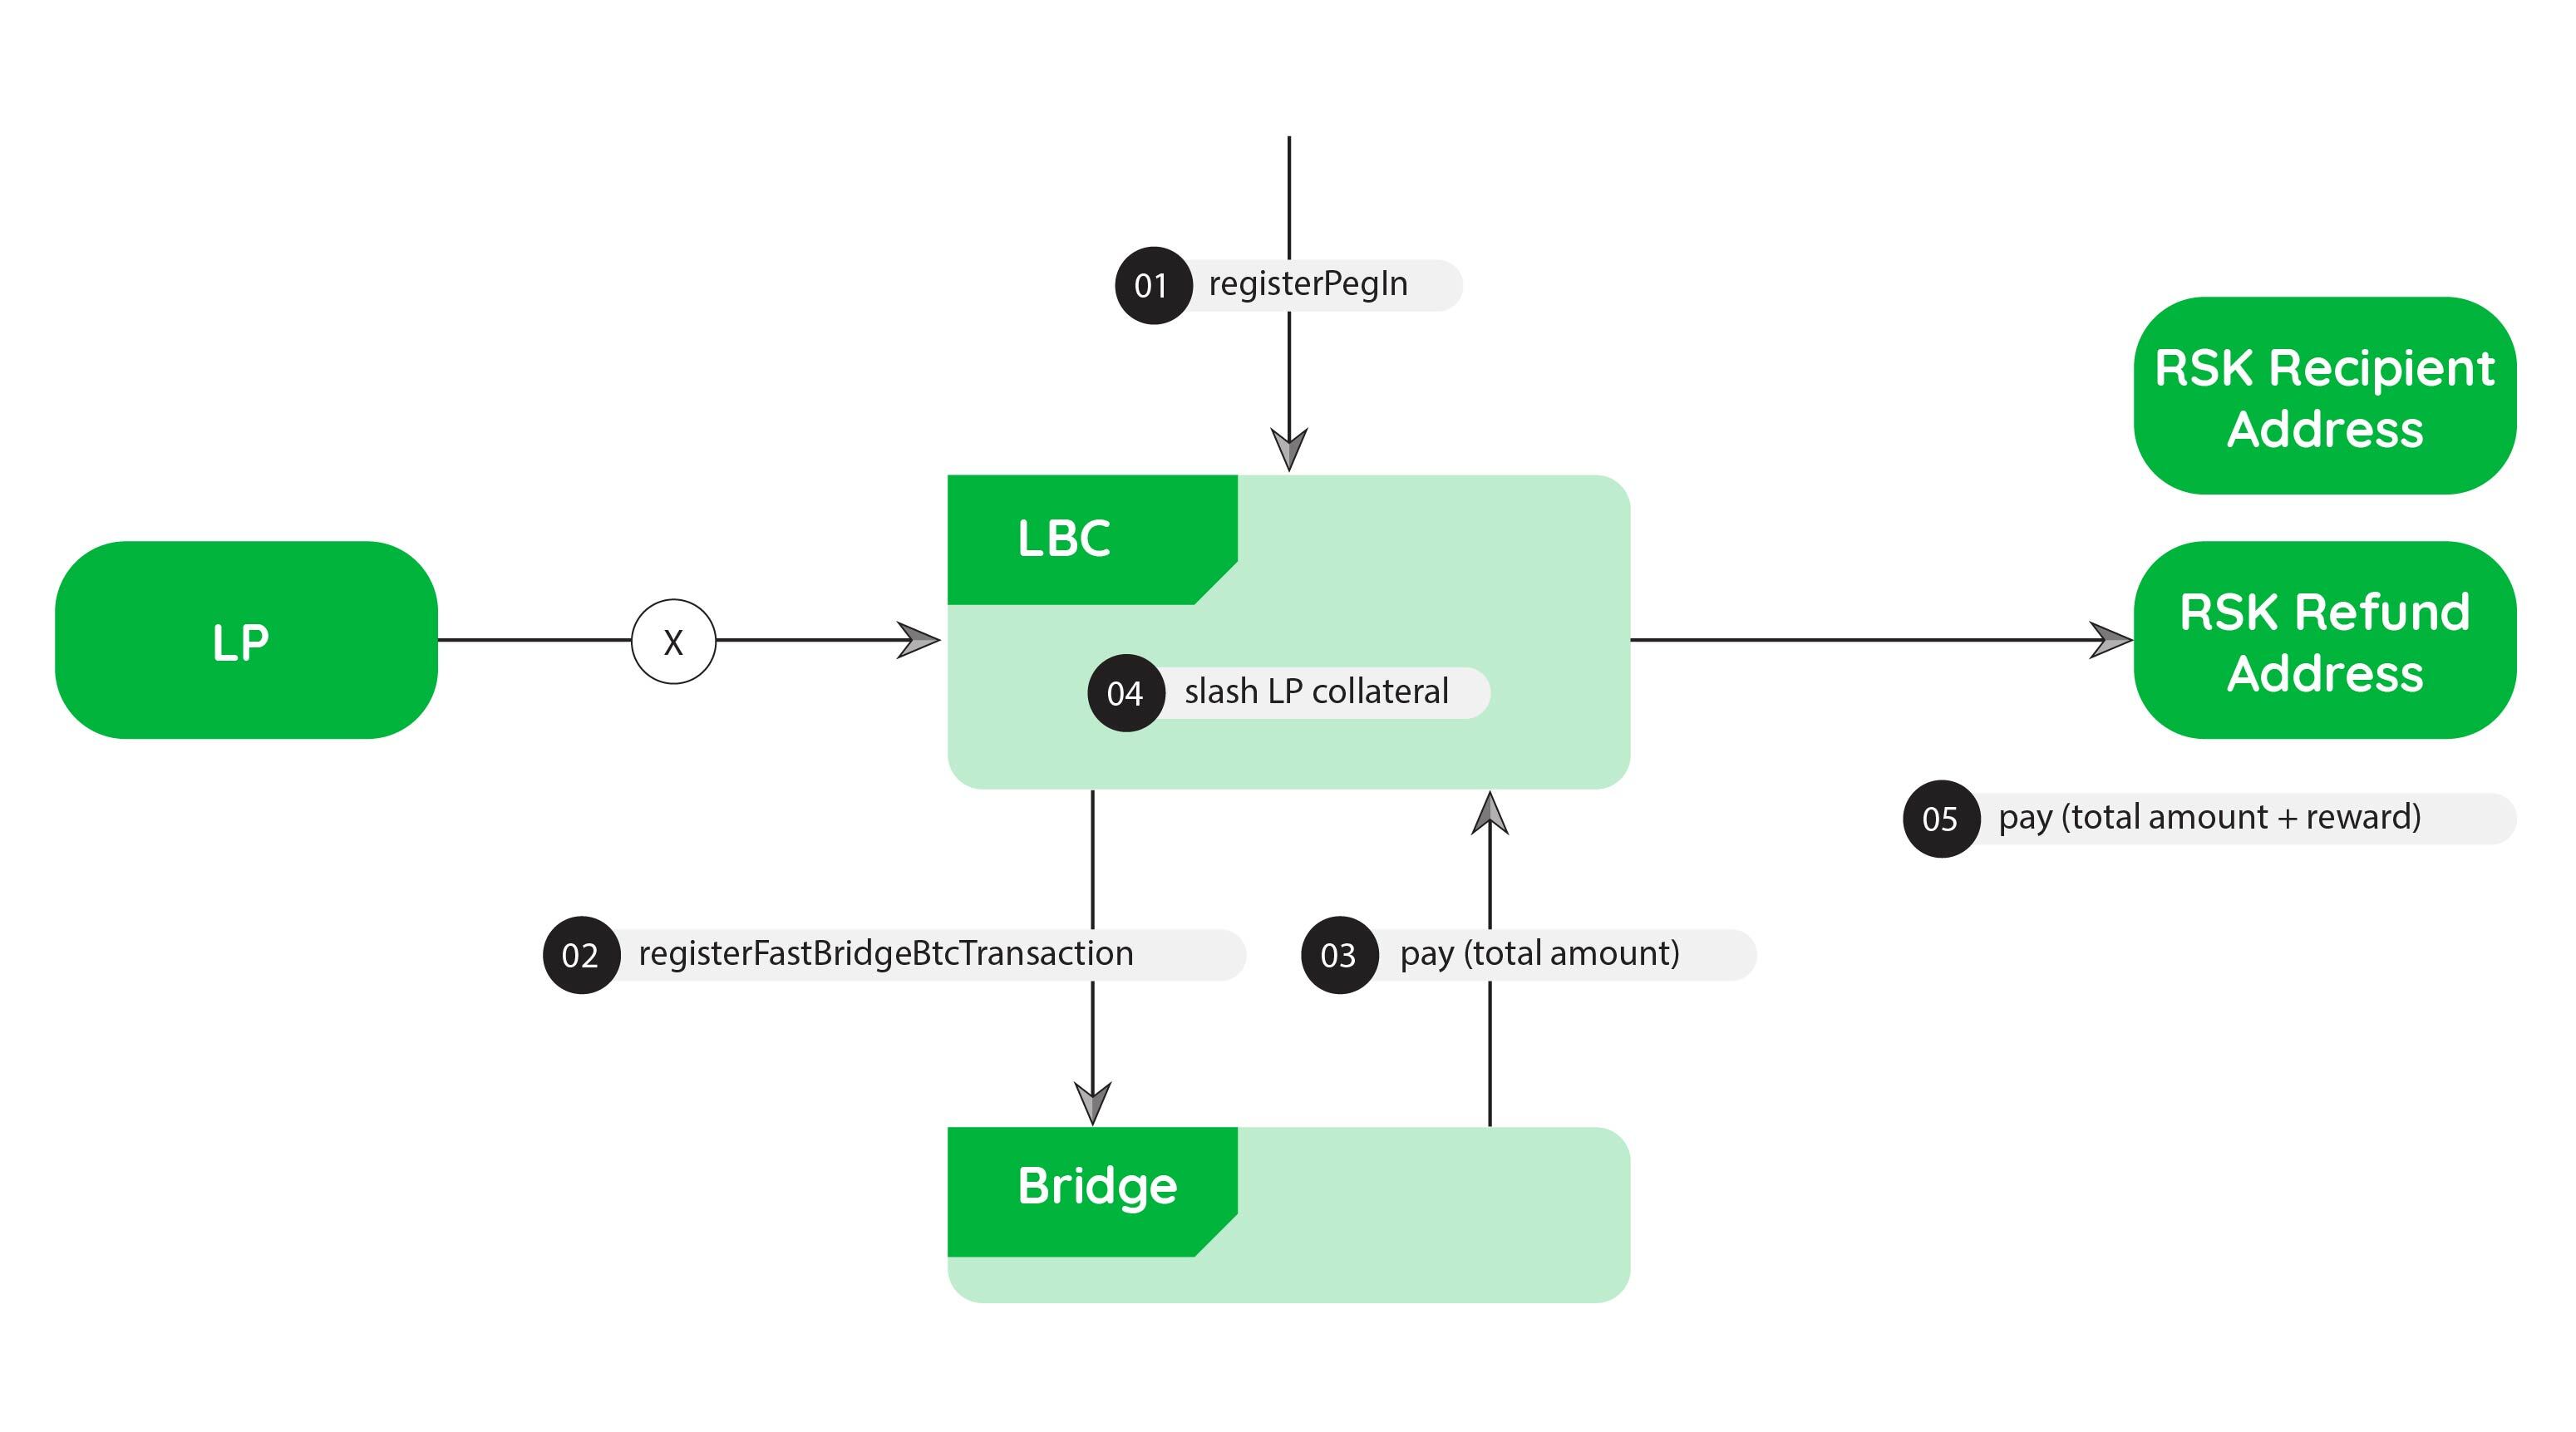 01 registerPegIn
RSK Recipient
Address
LBC
LP
X
RSK Refund
Address
04 slash LP collateral
05 pay (total amount + reward)
02 registerFastBridgeBtcTransaction
03 pay (total amount)
Bridge